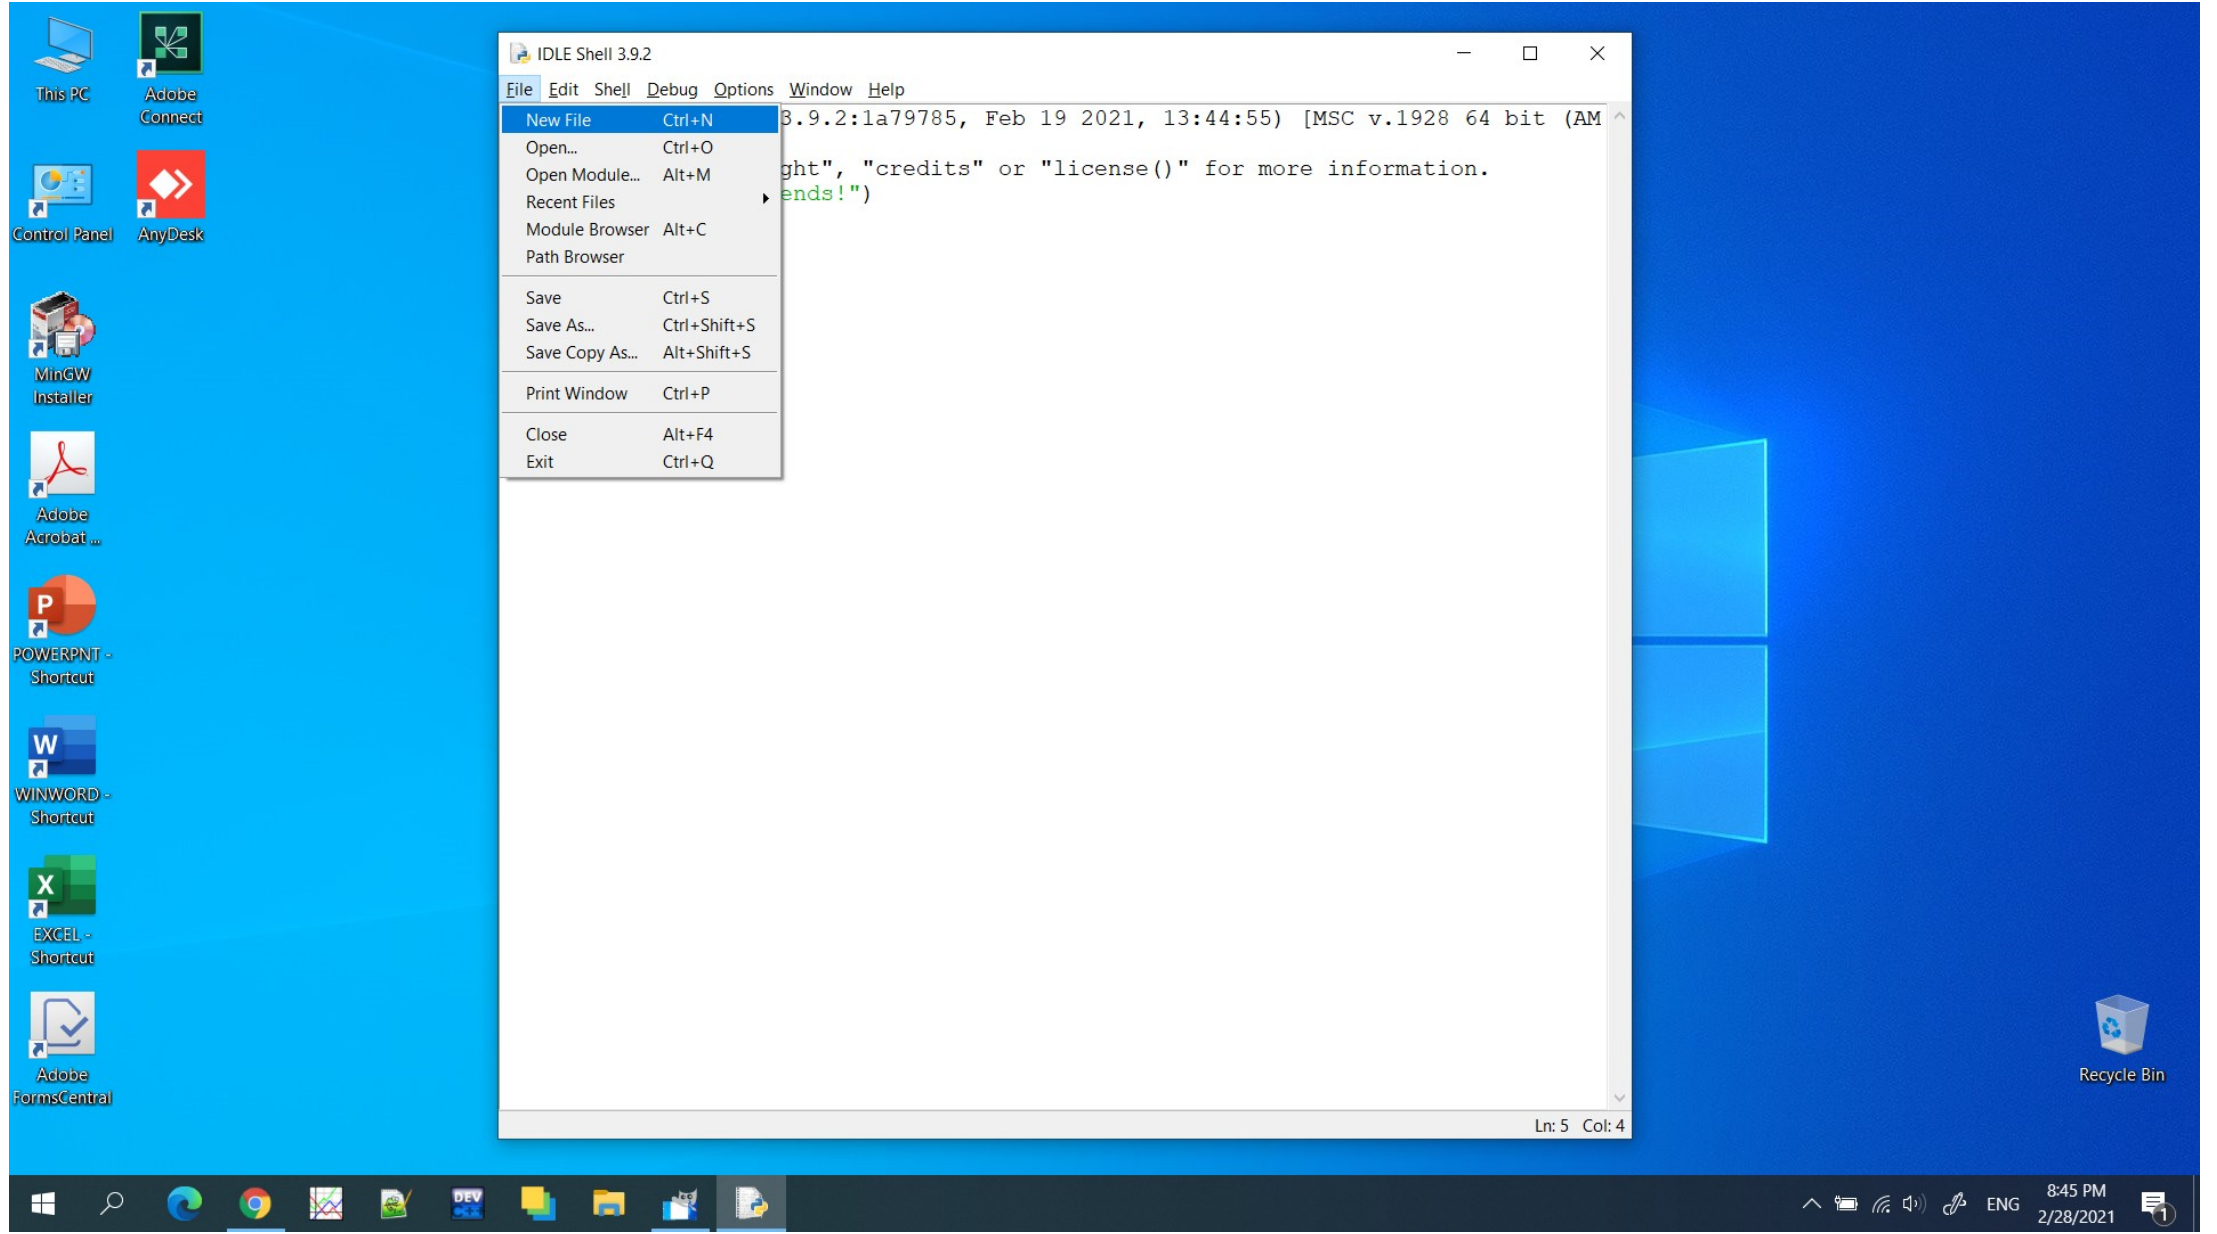 This PC
Adobe
Connect
Control Panel
AnyDesk
MinGW
Installer
Adobe
Acrobat ...
POWERPNT -
Shortcut
WINWORD -
Shortcut
EXCEL -
Shortcut
Adobe
FormsCentral
IDLE Shell 3.9.2
File Edit Shell Debug Options Window Help
New File Ctrl+N
Open... Ctrl+O
Open Module... Alt+M
Recent Files
Module Browser Alt+C
Path Browser
Save Ctrl+S
Save As... Ctrl+Shift+S
Save Copy As... Alt+Shift+S
Print Window Ctrl+P
Close Alt+F4
Exit Ctrl+Q
3.9.2:1a79785, Feb 19 2021, 13:44:55) [MSC v.1928 64 bit (AM
ght", "credits" or "license()" for more information.
ends!")
Ln: 5 Col: 4
Recycle Bin
DEV
C++
ENG
8:45 PM
2/28/2021
1